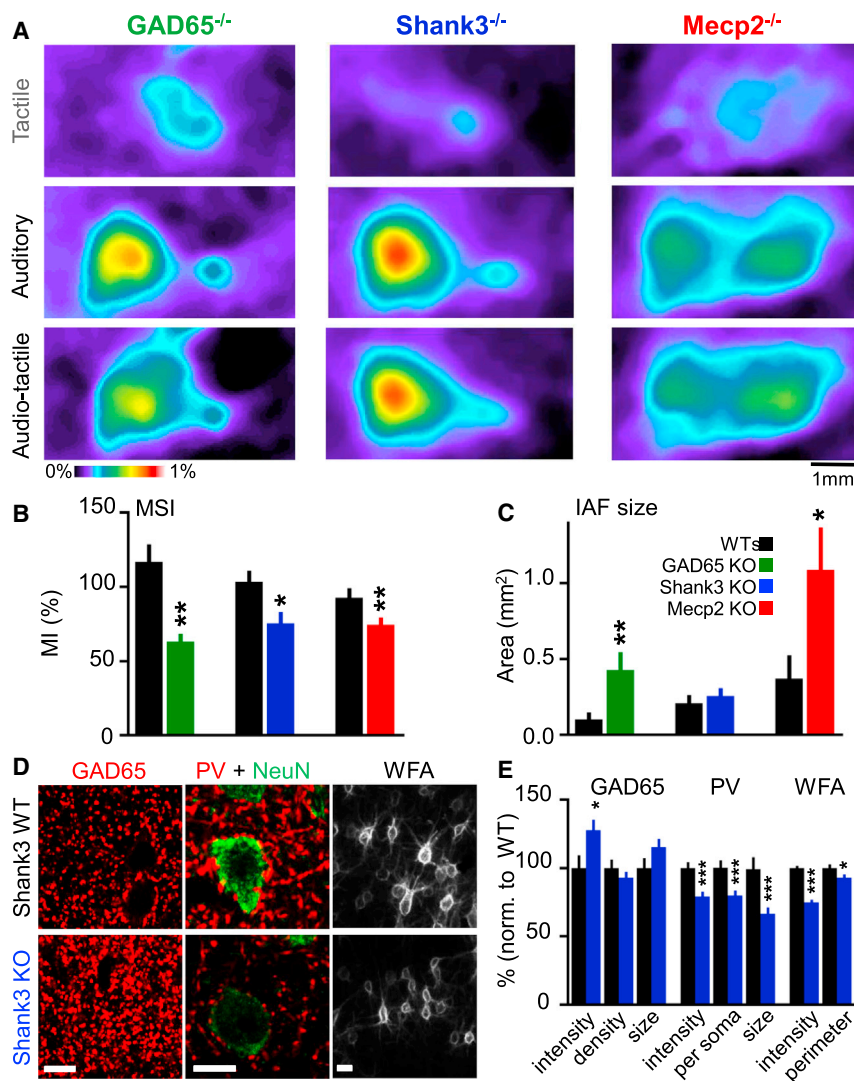 A
GAD65-/-
Shank3-/-
Mecp2-/-
Tactile
Auditory
Audio-tactile
0%
1%
1mm
B
MSI
MI (%)
150
100
50
0
**
*
**
C
IAF size
Area (mm2)
1.0
0.5
0.0
WTs
GAD65 KO
Shank3 KO
Mecp2 KO
**
*
D
GAD65
PV + NeuN
WFA
Shank3 WT
Shank3 KO
E
GAD65
PV
WFA
% (norm. to WT)
150
100
50
0
*
***
***
***
***
*
intensity
density
size
intensity
per soma
size
intensity
perimeter